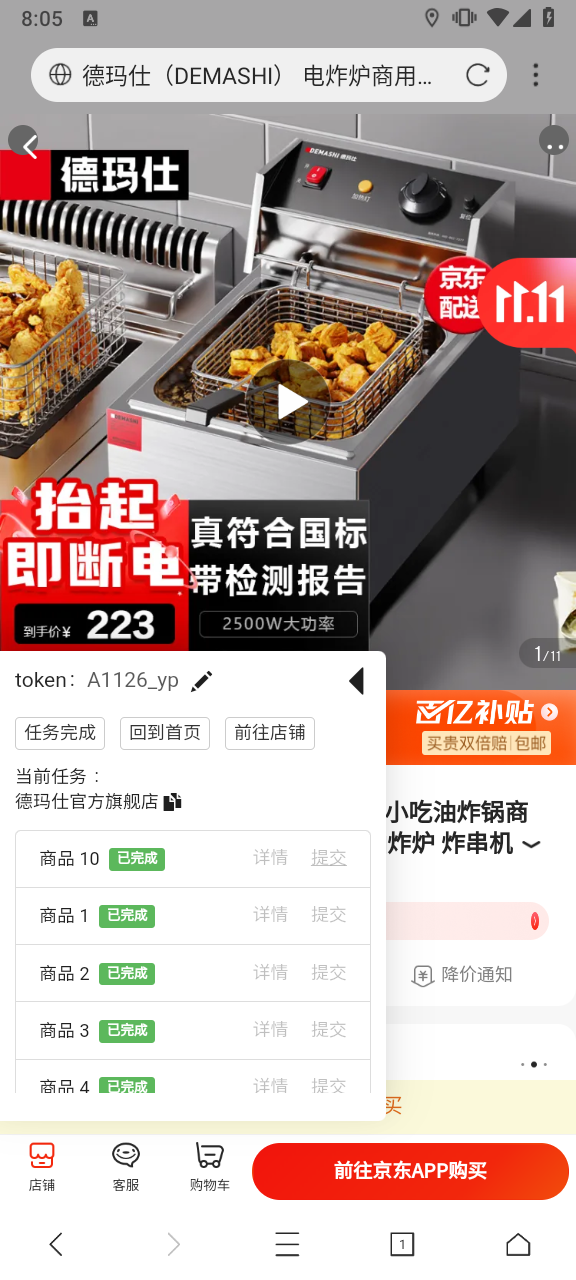 8:05
A
德玛仕（DEMASHI） 电炸炉商用...
德玛仕
DEMASHI 德玛仕
加热灯
复位
京东
配送
11.11
抬起
即断电
到手价¥ 223
真符合国标
带检测报告
2500W大功率
1/11
百亿补贴
买贵双倍赔 包邮
token： A1126_yp
任务完成
回到首页
前往店铺
当前任务：
德玛仕官方旗舰店
小吃油炸锅商
炸炉 炸串机
商品 10 已完成 详情 提交
商品 1 已完成 详情 提交
商品 2 已完成 详情 提交
降价通知
商品 3 已完成 详情 提交
商品 4 已完成 详情 提交
买
店铺
客服
购物车
前往京东APP购买
1